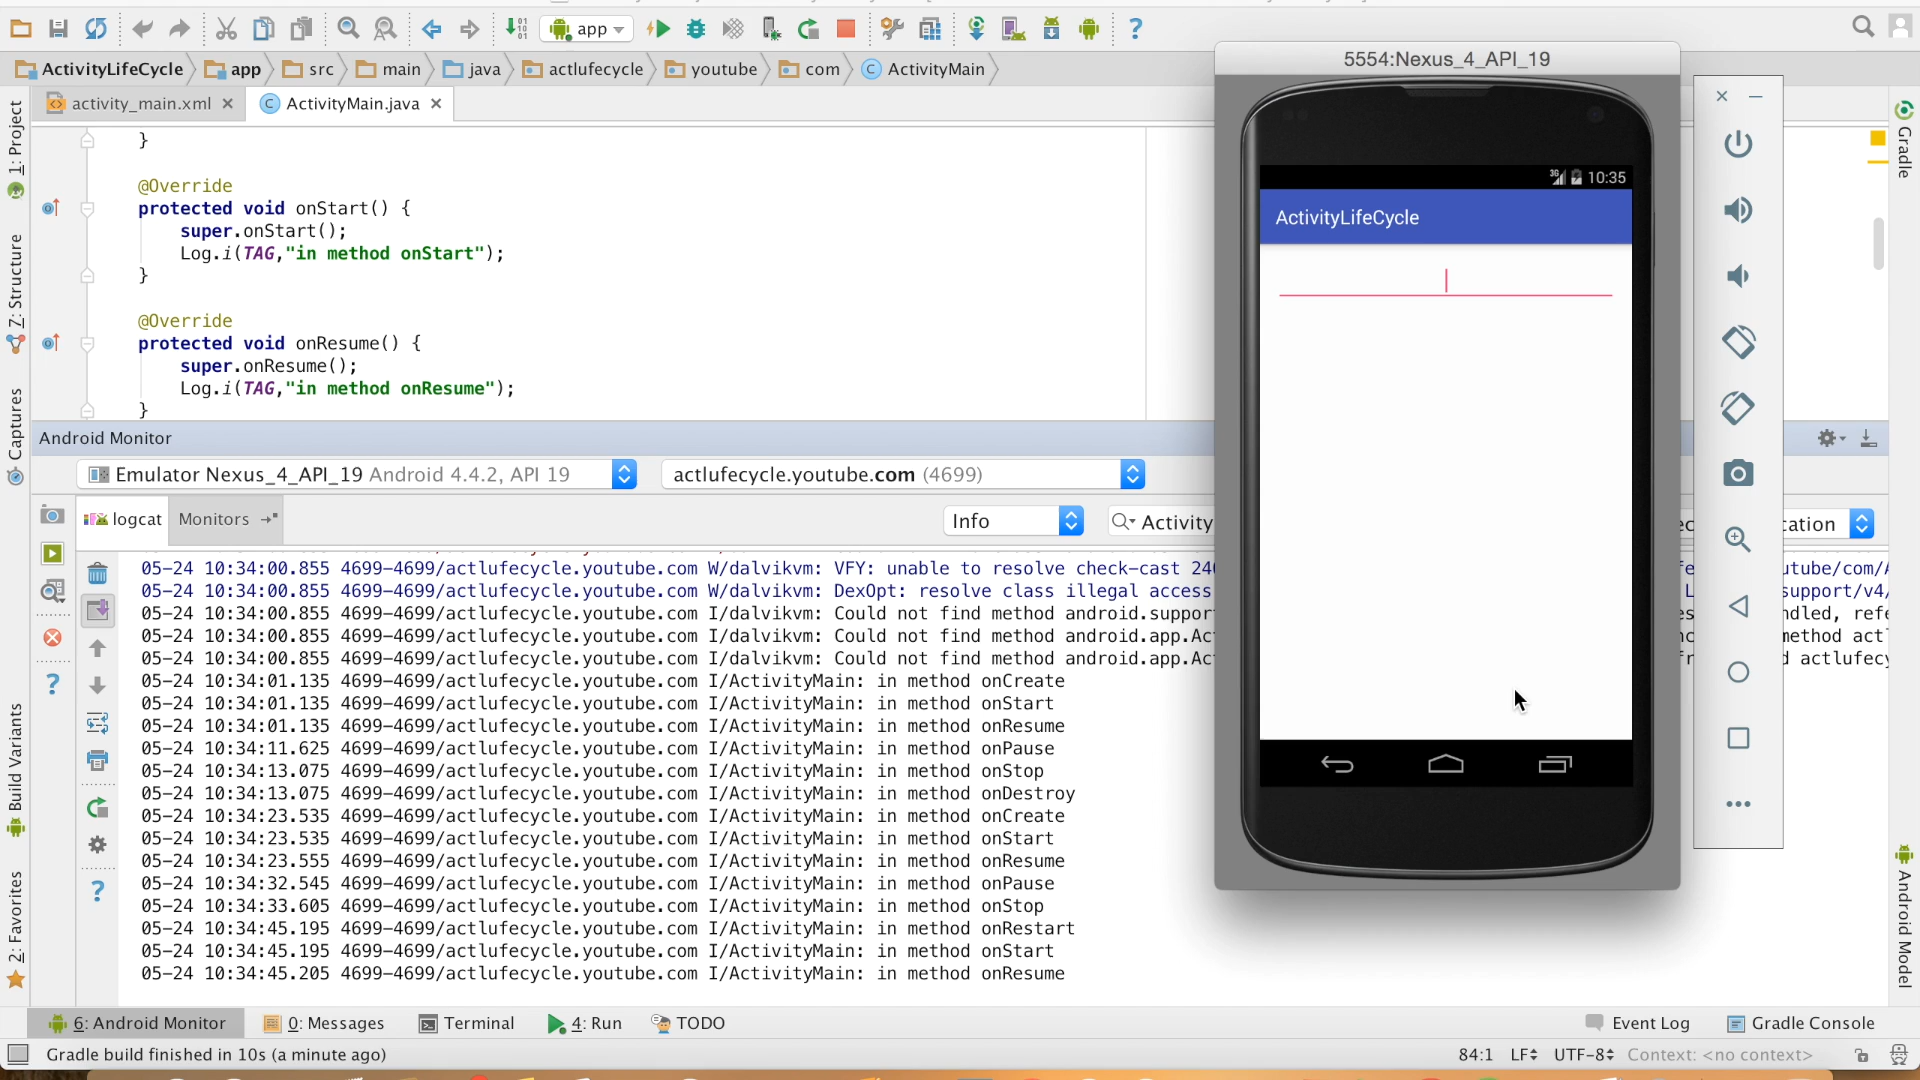 app
ActivityLifeCycle app src main java actlufecycle youtube com ActivityMain
activity_main.xml ActivityMain.java
}
@Override
protected void onStart() {
super.onStart();
Log.i(TAG,"in method onStart");
}
@Override
protected void onResume() {
super.onResume();
Log.i(TAG,"in method onResume");
}
Android Monitor
Emulator Nexus_4_API_19 Android 4.4.2, API 19 actlufecycle.youtube.com (4699)
logcat Monitors Info Activity
05-24 10:34:00.855 4699-4699/actlufecycle.youtube.com W/dalvikvm: VFY: unable to resolve check-cast
05-24 10:34:00.855 4699-4699/actlufecycle.youtube.com W/dalvikvm: DexOpt: resolve class illegal access
05-24 10:34:00.855 4699-4699/actlufecycle.youtube.com I/dalvikvm: Could not find method android.suppor
05-24 10:34:00.855 4699-4699/actlufecycle.youtube.com I/dalvikvm: Could not find method android.app.Ac
05-24 10:34:00.855 4699-4699/actlufecycle.youtube.com I/dalvikvm: Could not find method android.app.Ac
05-24 10:34:01.135 4699-4699/actlufecycle.youtube.com I/ActivityMain: in method onCreate
05-24 10:34:01.135 4699-4699/actlufecycle.youtube.com I/ActivityMain: in method onStart
05-24 10:34:01.135 4699-4699/actlufecycle.youtube.com I/ActivityMain: in method onResume
05-24 10:34:11.625 4699-4699/actlufecycle.youtube.com I/ActivityMain: in method onPause
05-24 10:34:13.075 4699-4699/actlufecycle.youtube.com I/ActivityMain: in method onStop
05-24 10:34:13.075 4699-4699/actlufecycle.youtube.com I/ActivityMain: in method onDestroy
05-24 10:34:23.535 4699-4699/actlufecycle.youtube.com I/ActivityMain: in method onCreate
05-24 10:34:23.535 4699-4699/actlufecycle.youtube.com I/ActivityMain: in method onStart
05-24 10:34:23.555 4699-4699/actlufecycle.youtube.com I/ActivityMain: in method onResume
05-24 10:34:32.545 4699-4699/actlufecycle.youtube.com I/ActivityMain: in method onPause
05-24 10:34:33.605 4699-4699/actlufecycle.youtube.com I/ActivityMain: in method onStop
05-24 10:34:45.195 4699-4699/actlufecycle.youtube.com I/ActivityMain: in method onRestart
05-24 10:34:45.195 4699-4699/actlufecycle.youtube.com I/ActivityMain: in method onStart
05-24 10:34:45.205 4699-4699/actlufecycle.youtube.com I/ActivityMain: in method onResume
5554:Nexus_4_API_19
3G 10:35
ActivityLifeCycle
cation
utube/com/
support/v4/
ndled, refe
method act
d actlufecy
1: Project
Z: Structure
Captures
Build Variants
2: Favorites
Gradle
Android Model
6: Android Monitor 0: Messages Terminal 4: Run TODO Event Log Gradle Console
Gradle build finished in 10s (a minute ago) 84:1 LF UTF-8 Context: <no context>